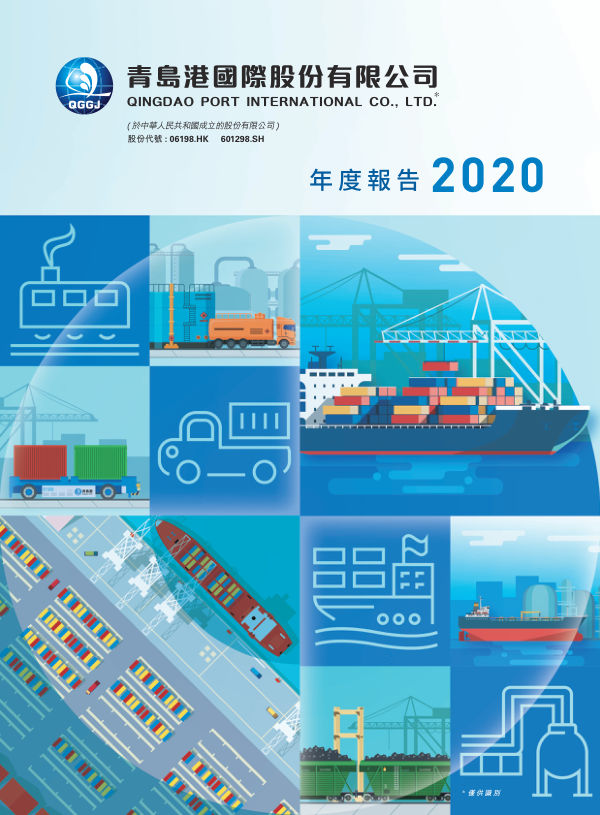 QGGJ
青島港國際股份有限公司
QINGDAO PORT INTERNATIONAL CO., LTD.*
(於中華人民共和國成立的股份有限公司)
股份代號 : 06198.HK 601298.SH
年度報告 2020
* 僅供識別